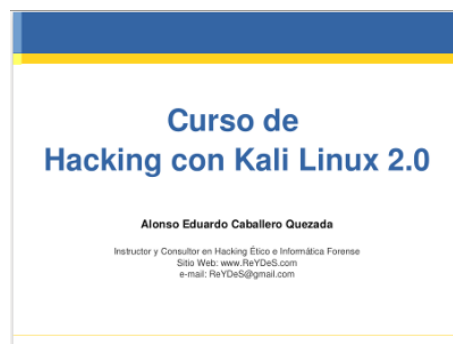 Curso de
Hacking con Kali Linux 2.0
Alonso Eduardo Caballero Quezada
Instructor y Consultor en Hacking Ético e Informática Forense
Sitio Web: www.ReYDeS.com
e-mail: ReYDeS@gmail.com